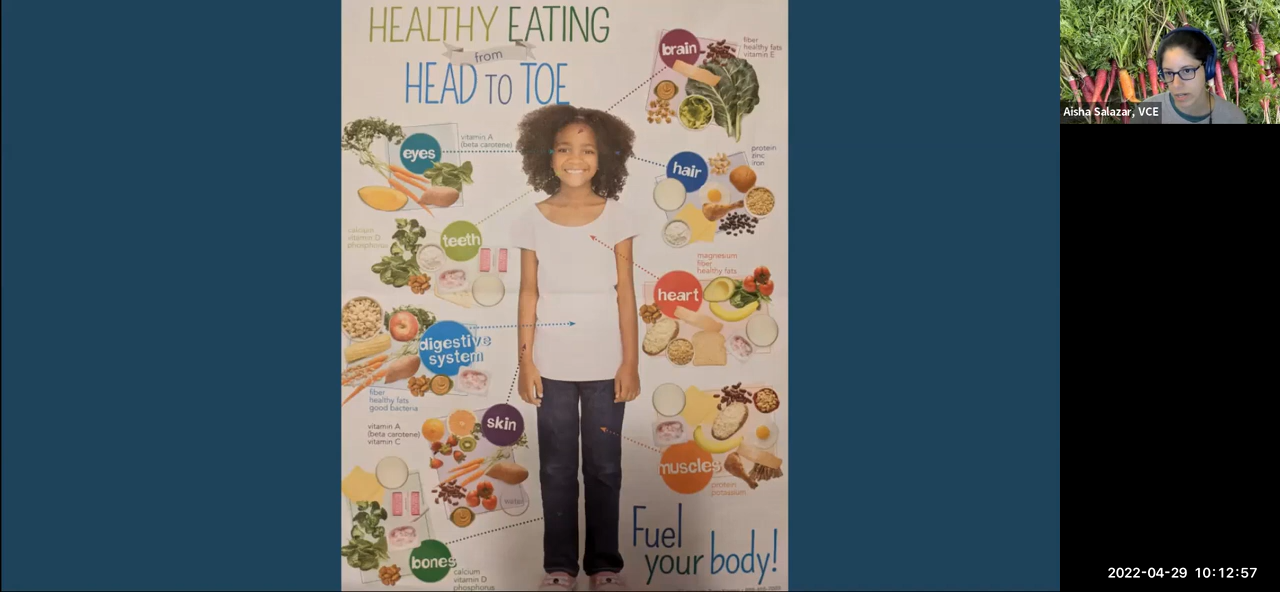 HEALTHY EATING
from
HEAD TO TOE
brain
fiber
healthy fats
vitamin E
eyes
vitamin A
(beta carotene)
hair
protein
zinc
iron
teeth
calcium
vitamin D
phosphorus
heart
magnesium
fiber
healthy fats
digestive
system
fiber
healthy fats
good bacteria
skin
vitamin A
(beta carotene)
vitamin C
water
muscles
protein
potassium
bones
calcium
vitamin D
phosphorus
Fuel
your body!
Aisha Salazar, VCE
2022-04-29 10:12:57